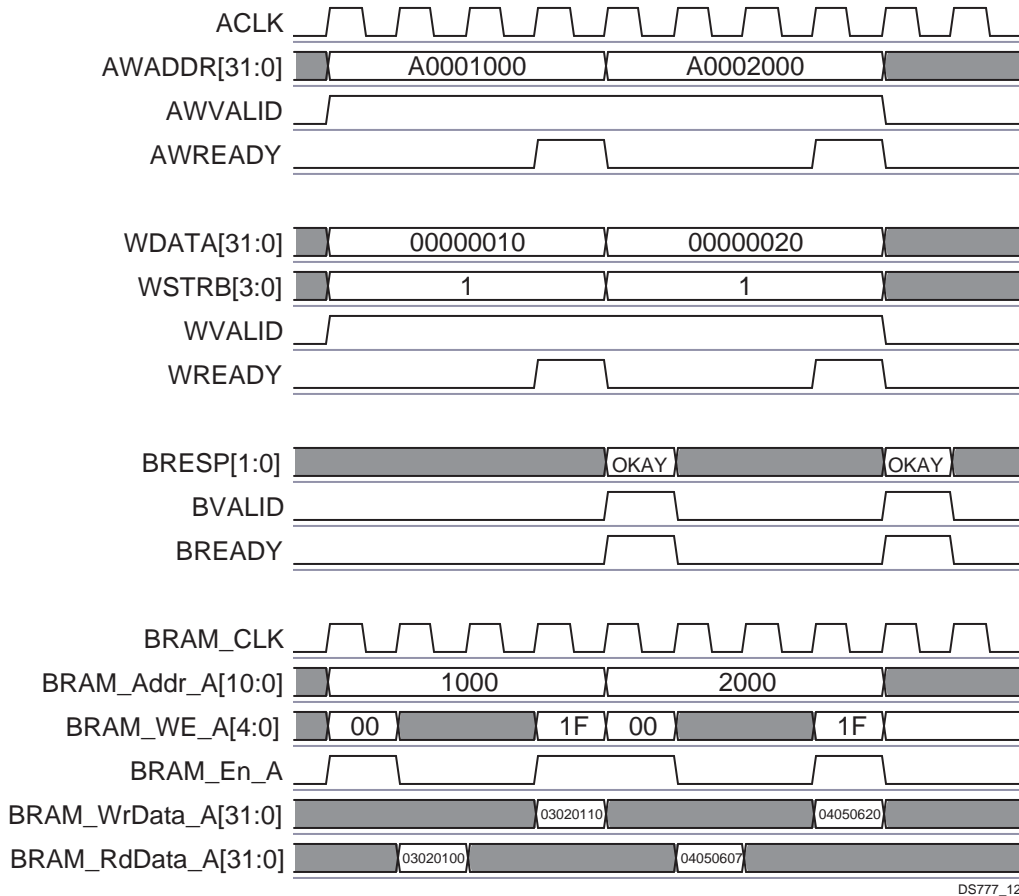 ACLK
AWADDR[31:0] A0001000 A0002000
AWVALID
AWREADY
WDATA[31:0] 00000010 00000020
WSTRB[3:0] 1 1
WVALID
WREADY
BRESP[1:0] OKAY OKAY
BVALID
BREADY
BRAM_CLK
BRAM_Addr_A[10:0] 1000 2000
BRAM_WE_A[4:0] 00 1F 00 1F
BRAM_En_A
BRAM_WrData_A[31:0] 03020110 04050620
BRAM_RdData_A[31:0] 03020100 04050607
DS777_12